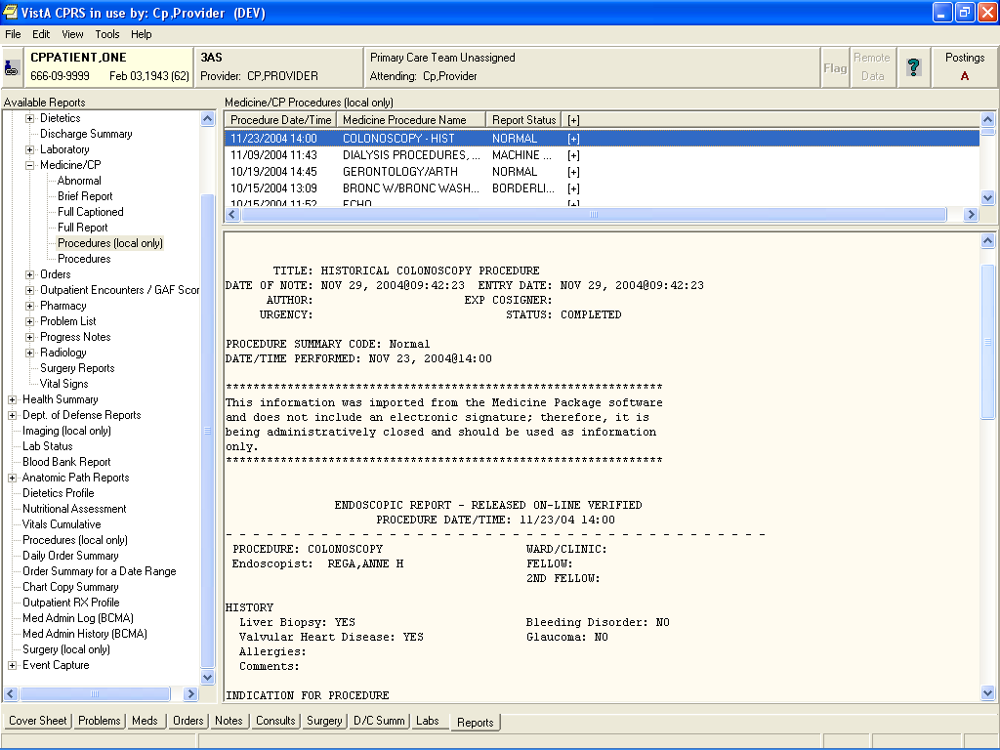 VistA CPRS in use by: Cp,Provider (DEV)
File Edit View Tools Help
CPPATIENT,ONE
666-09-9999 Feb 03,1943 (62)
3AS
Provider: CP,PROVIDER
Primary Care Team Unassigned
Attending: Cp,Provider
Flag
Remote
Data
?
Postings
A
Available Reports
Dietetics
Discharge Summary
Laboratory
Medicine/CP
Abnormal
Brief Report
Full Captioned
Full Report
Procedures (local only)
Procedures
Orders
Outpatient Encounters / GAF Scor
Pharmacy
Problem List
Progress Notes
Radiology
Surgery Reports
Vital Signs
Health Summary
Dept. of Defense Reports
Imaging (local only)
Lab Status
Blood Bank Report
Anatomic Path Reports
Dietetics Profile
Nutritional Assessment
Vitals Cumulative
Procedures (local only)
Daily Order Summary
Order Summary for a Date Range
Chart Copy Summary
Outpatient RX Profile
Med Admin Log (BCMA)
Med Admin History (BCMA)
Surgery (local only)
Event Capture
Medicine/CP Procedures (local only)
Procedure Date/Time Medicine Procedure Name Report Status [+]
11/23/2004 14:00 COLONOSCOPY - HIST NORMAL [+]
11/09/2004 11:43 DIALYSIS PROCEDURES, ... MACHINE ... [+]
10/19/2004 14:45 GERONTOLOGY/ARTH NORMAL [+]
10/15/2004 13:09 BRONC W/BRONC WASH... BORDERLI... [+]
10/15/2004 11:52 ECHO [+]
TITLE: HISTORICAL COLONOSCOPY PROCEDURE
DATE OF NOTE: NOV 29, 2004@09:42:23 ENTRY DATE: NOV 29, 2004@09:42:23
AUTHOR: EXP COSIGNER:
URGENCY: STATUS: COMPLETED
PROCEDURE SUMMARY CODE: Normal
DATE/TIME PERFORMED: NOV 23, 2004@14:00
****************************************************************
This information was imported from the Medicine Package software
and does not include an electronic signature; therefore, it is
being administratively closed and should be used as information
only.
****************************************************************
ENDOSCOPIC REPORT - RELEASED ON-LINE VERIFIED
PROCEDURE DATE/TIME: 11/23/04 14:00
- - - - - - - - - - - - - - - - - - - - - - - - - - - - - - - - - - - - - - - -
PROCEDURE: COLONOSCOPY WARD/CLINIC:
Endoscopist: REGA,ANNE H FELLOW:
2ND FELLOW:
HISTORY
Liver Biopsy: YES Bleeding Disorder: NO
Valvular Heart Disease: YES Glaucoma: NO
Allergies:
Comments:
INDICATION FOR PROCEDURE
Cover Sheet Problems Meds Orders Notes Consults Surgery D/C Summ Labs Reports